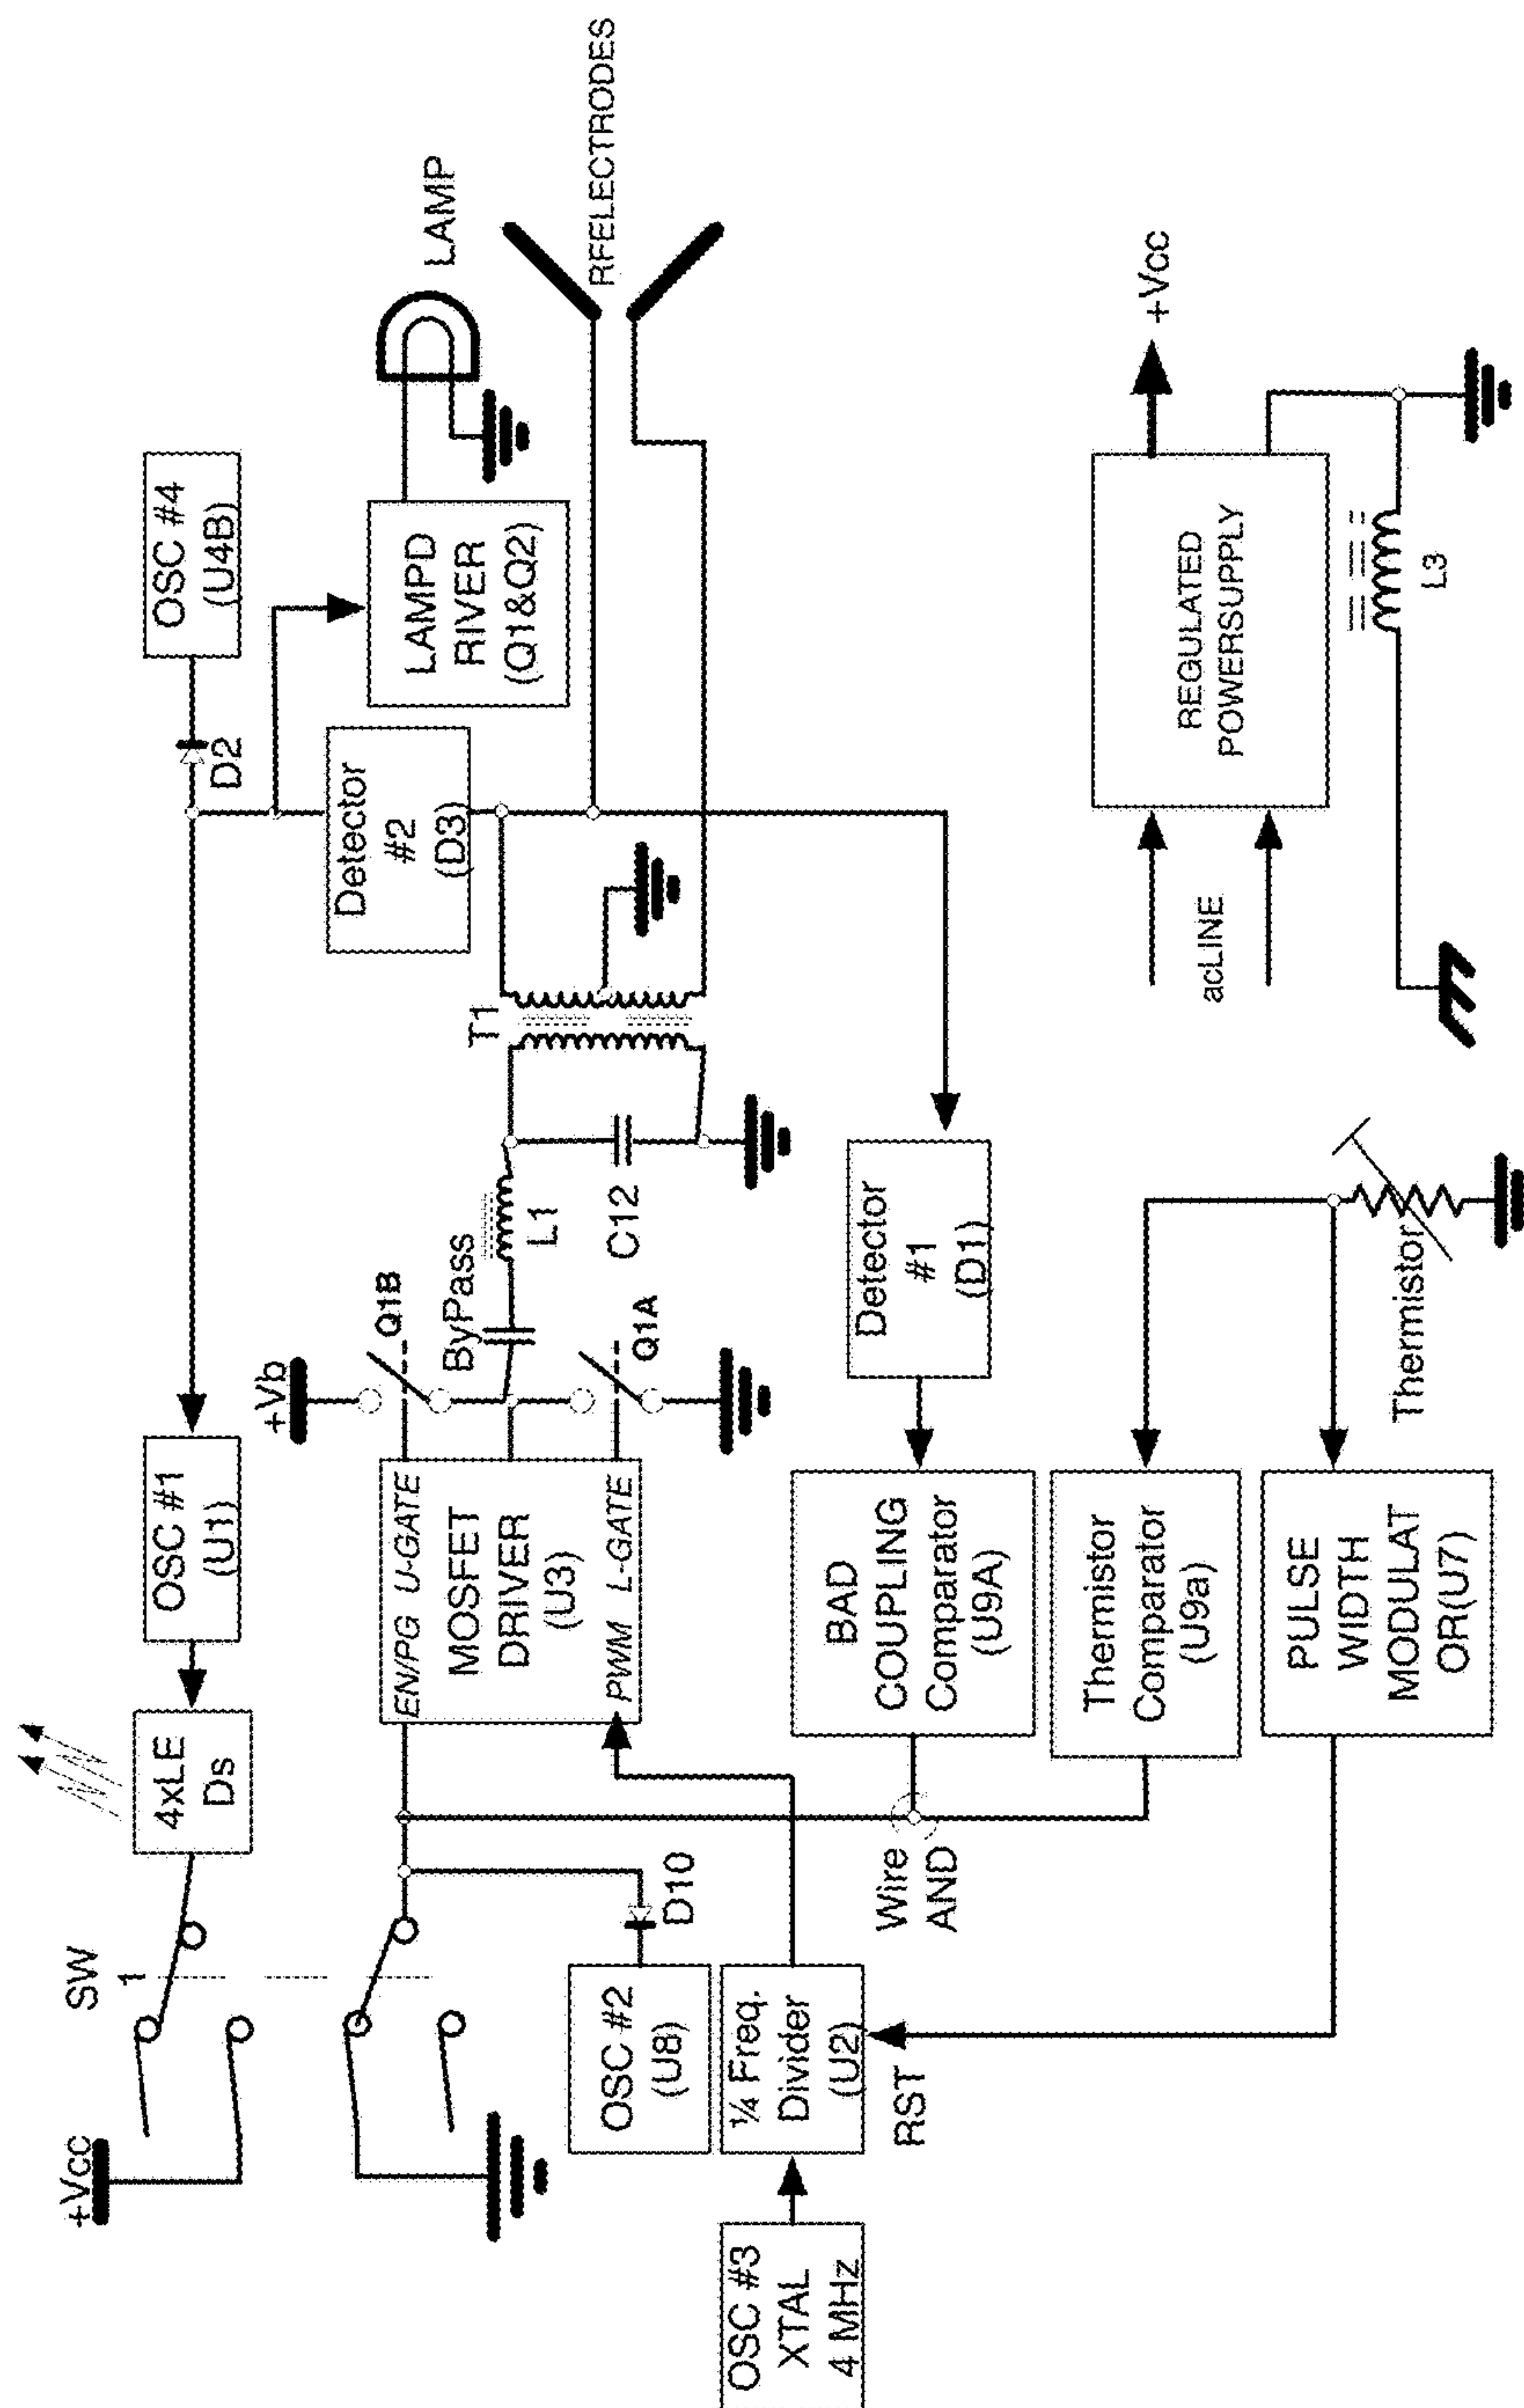 SW
1
+Vcc
4xLE
Ds
OSC #1
(U1)
D2
OSC #4
(U4B)
+Vb
Q1B
ByPass
L1
C12
Q1A
T1
Detector
#2
(D3)
LAMPD
RIVER
(Q1&Q2)
LAMP
RFELECTRODES
EN/PG U-GATE
MOSFET
DRIVER
(U3)
PWM L-GATE
OSC #2
(U8)
D10
OSC #3
XTAL
4 MHz
¼ Freq.
Divider
(U2)
RST
Wire
AND
BAD
COUPLING
Comparator
(U9A)
Detector
#1
(D1)
Thermistor
Comparator
(U9a)
PULSE
WIDTH
MODULAT
OR(U7)
Thermistor
acLINE
REGULATED
POWERSUPPLY
+Vcc
L3